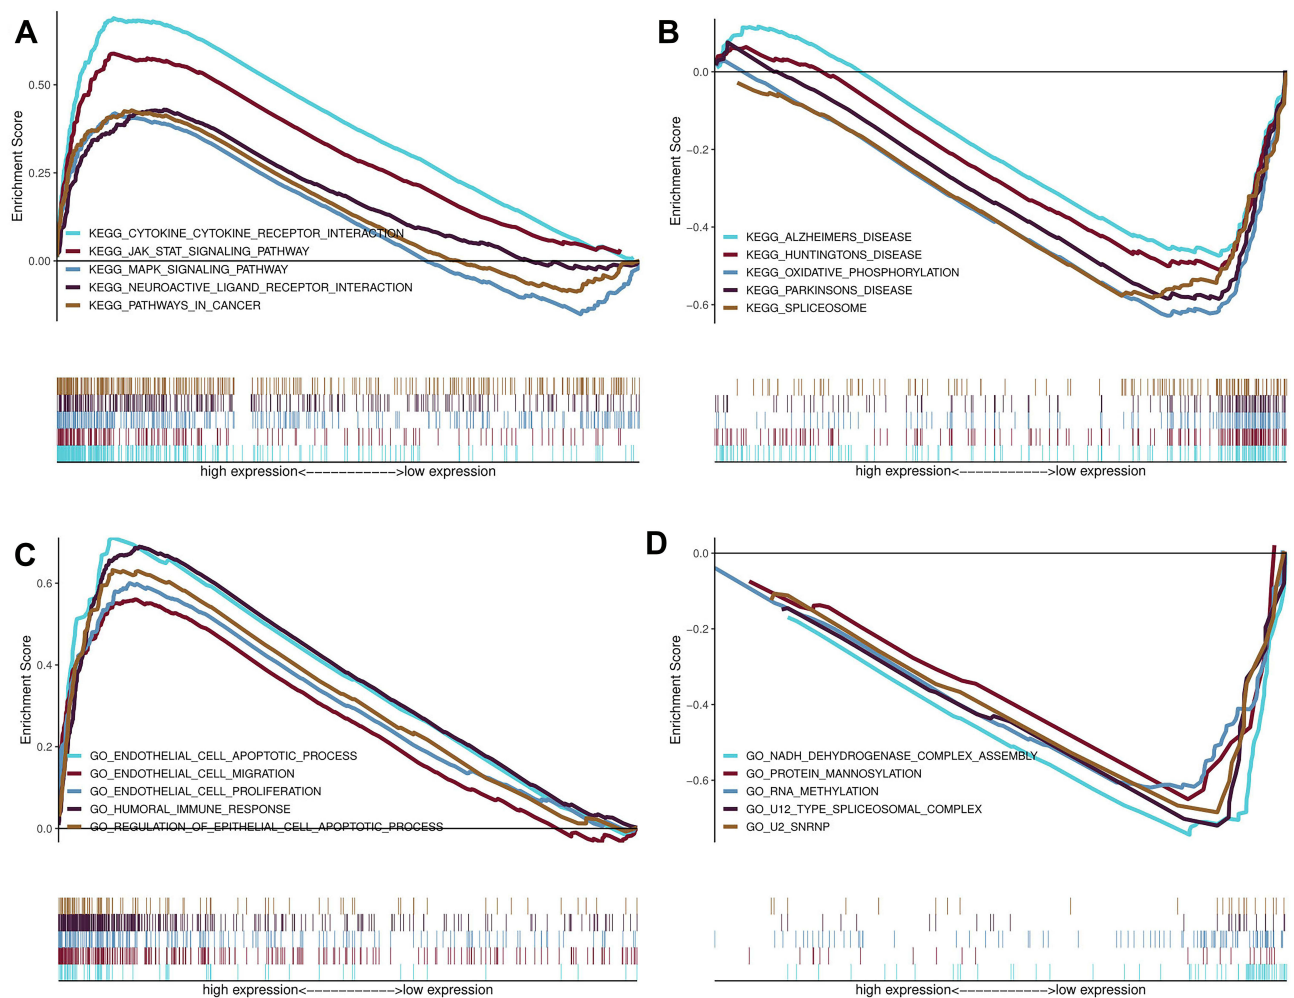 A
Enrichment Score
0.50
0.25
0.00
KEGG_CYTOKINE_CYTOKINE_RECEPTOR_INTERACTION
KEGG_JAK_STAT_SIGNALING_PATHWAY
KEGG_MAPK_SIGNALING_PATHWAY
KEGG_NEUROACTIVE_LIGAND_RECEPTOR_INTERACTION
KEGG_PATHWAYS_IN_CANCER
high expression<----------->low expression
B
Enrichment Score
0.0
−0.2
−0.4
−0.6
KEGG_ALZHEIMERS_DISEASE
KEGG_HUNTINGTONS_DISEASE
KEGG_OXIDATIVE_PHOSPHORYLATION
KEGG_PARKINSONS_DISEASE
KEGG_SPLICEOSOME
high expression<----------->low expression
C
Enrichment Score
0.6
0.4
0.2
0.0
GO_ENDOTHELIAL_CELL_APOPTOTIC_PROCESS
GO_ENDOTHELIAL_CELL_MIGRATION
GO_ENDOTHELIAL_CELL_PROLIFERATION
GO_HUMORAL_IMMUNE_RESPONSE
GO_REGULATION_OF_EPITHELIAL_CELL_APOPTOTIC_PROCESS
high expression<----------->low expression
D
Enrichment Score
0.0
−0.2
−0.4
−0.6
GO_NADH_DEHYDROGENASE_COMPLEX_ASSEMBLY
GO_PROTEIN_MANNOSYLATION
GO_RNA_METHYLATION
GO_U12_TYPE_SPLICEOSOMAL_COMPLEX
GO_U2_SNRNP
high expression<----------->low expression